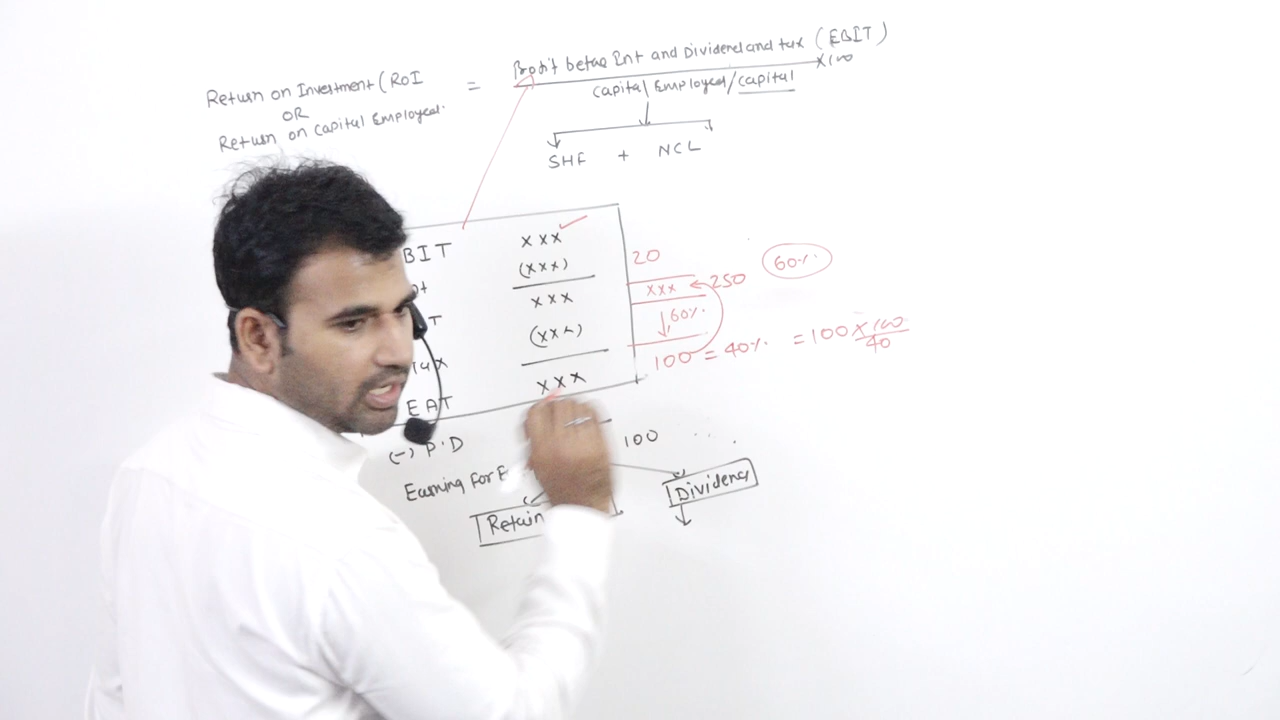 Return on Investment (RoI
OR
Return on capital Employed.
=
Profit before Int and Dividend and tax (EBIT)
x100
capital Employed/capital
SHF + NCL
BIT xxx
(xxx) 20
xxx xxx 250 60%
T (xxx) 60%
100 = 40% = 100 x 100
40
EAT xxx
(-) P.D 100
Earning For E
Retain Dividend